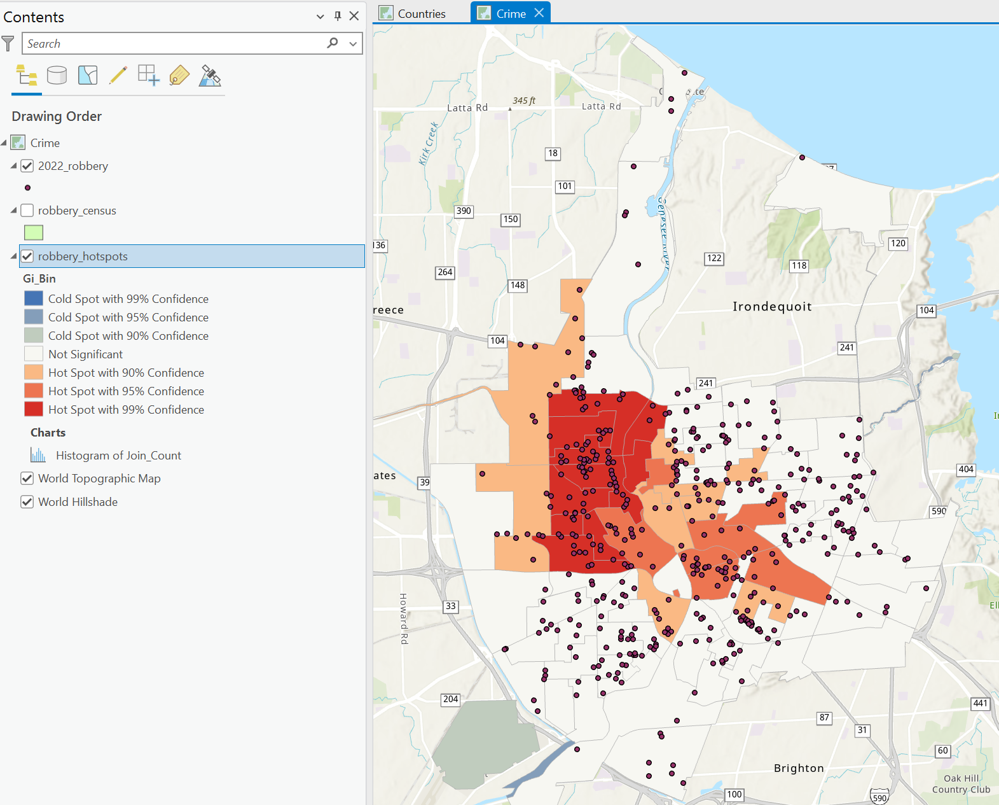 Contents
Search
Drawing Order
Crime
2022_robbery
robbery_census
robbery_hotspots
Gi_Bin
Cold Spot with 99% Confidence
Cold Spot with 95% Confidence
Cold Spot with 90% Confidence
Not Significant
Hot Spot with 90% Confidence
Hot Spot with 95% Confidence
Hot Spot with 99% Confidence
Charts
Histogram of Join_Count
World Topographic Map
World Hillshade
Countries
Crime
345 ft
Latta Rd
Latta Rd
Kirk Creek
18
101
390
150
136
Genesee River
120
122
118
264
148
reece
Irondequoit
104
104
241
241
ates
39
404
590
33
Howard Rd
204
441
87
31
60
Brighton
Oak Hill
Country Club
100
590